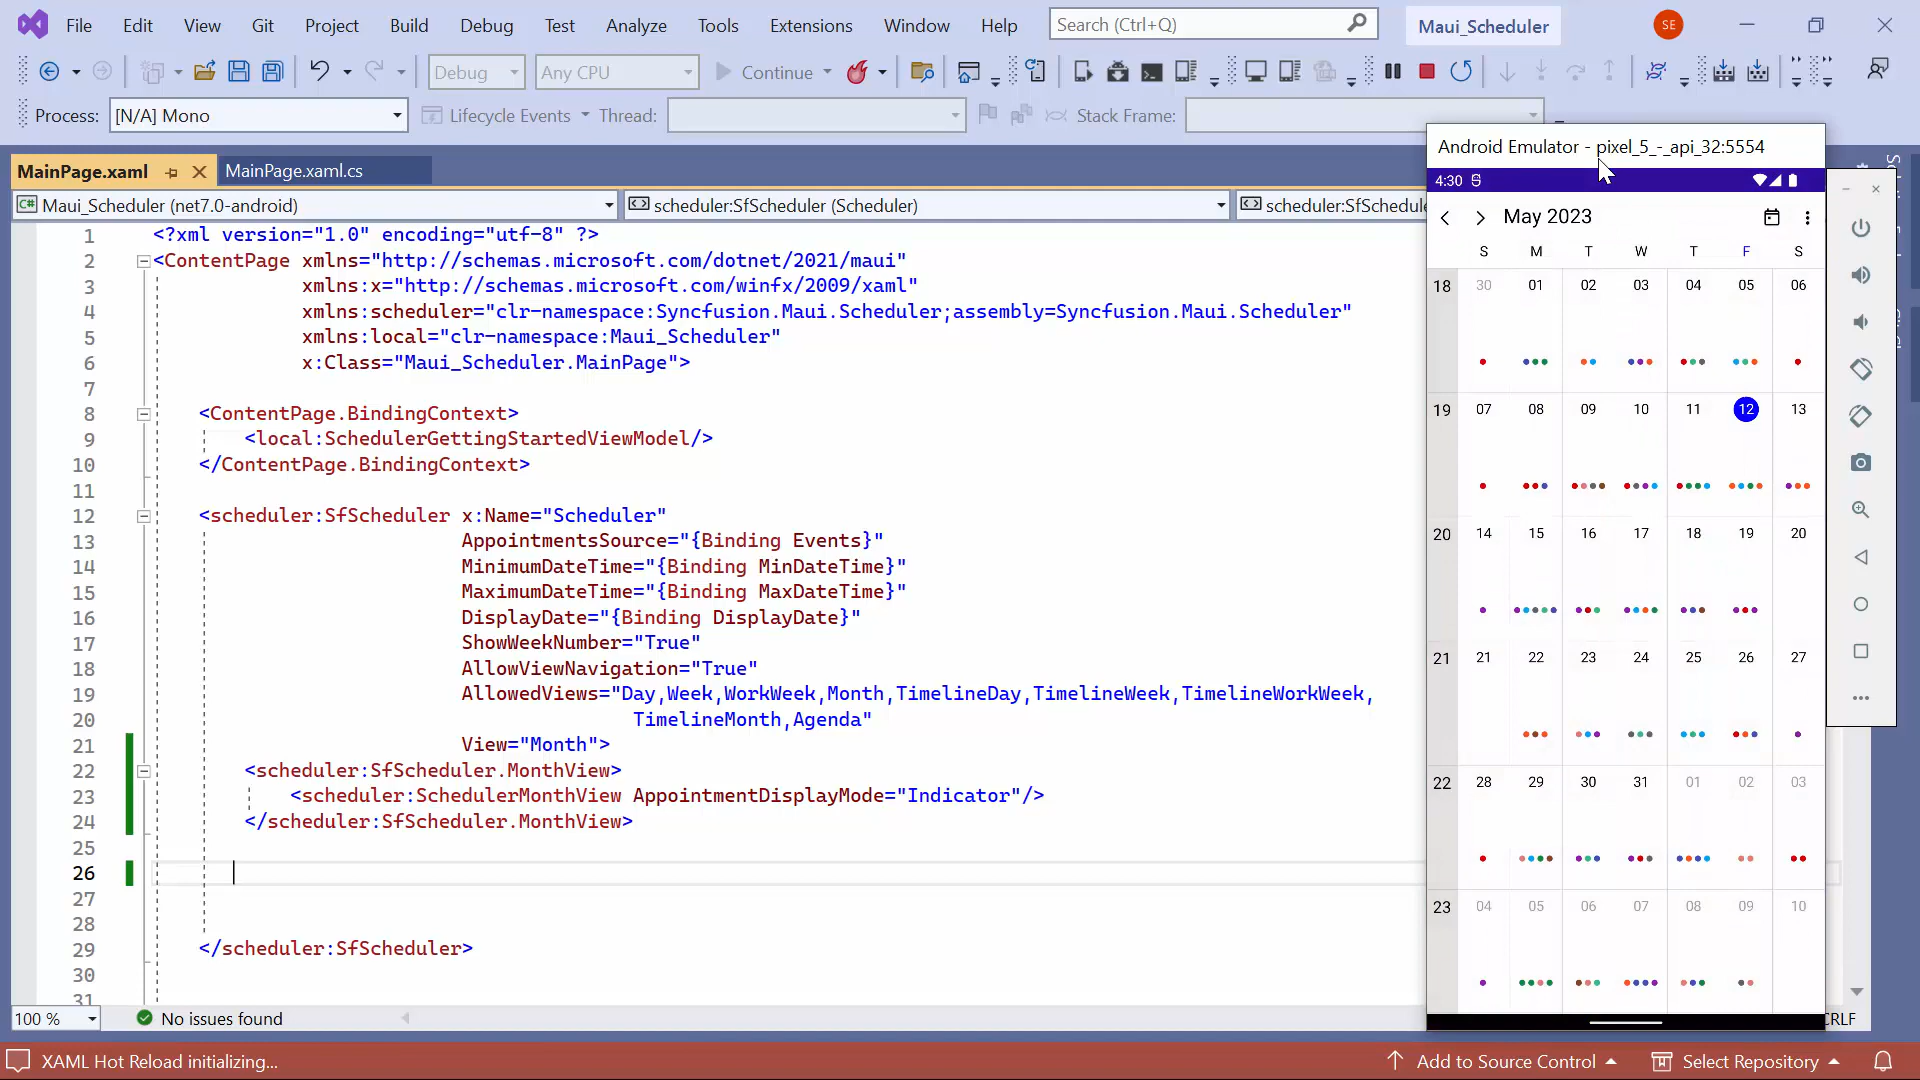 File Edit View Git Project Build Debug Test Analyze Tools Extensions Window Help Search (Ctrl+Q) Maui_Scheduler SE
Debug Any CPU Continue
Process: [N/A] Mono Lifecycle Events Thread: Stack Frame:
MainPage.xaml MainPage.xaml.cs
Maui_Scheduler (net7.0-android) scheduler:SfScheduler (Scheduler) scheduler:SfSchedule
1 <?xml version="1.0" encoding="utf-8" ?>
2 <ContentPage xmlns="http://schemas.microsoft.com/dotnet/2021/maui"
3 xmlns:x="http://schemas.microsoft.com/winfx/2009/xaml"
4 xmlns:scheduler="clr-namespace:Syncfusion.Maui.Scheduler;assembly=Syncfusion.Maui.Scheduler"
5 xmlns:local="clr-namespace:Maui_Scheduler"
6 x:Class="Maui_Scheduler.MainPage">
7
8 <ContentPage.BindingContext>
9 <local:SchedulerGettingStartedViewModel/>
10 </ContentPage.BindingContext>
11
12 <scheduler:SfScheduler x:Name="Scheduler"
13 AppointmentsSource="{Binding Events}"
14 MinimumDateTime="{Binding MinDateTime}"
15 MaximumDateTime="{Binding MaxDateTime}"
16 DisplayDate="{Binding DisplayDate}"
17 ShowWeekNumber="True"
18 AllowViewNavigation="True"
19 AllowedViews="Day,Week,WorkWeek,Month,TimelineDay,TimelineWeek,TimelineWorkWeek,
20 TimelineMonth,Agenda"
21 View="Month">
22 <scheduler:SfScheduler.MonthView>
23 <scheduler:SchedulerMonthView AppointmentDisplayMode="Indicator"/>
24 </scheduler:SfScheduler.MonthView>
25
26
27
28
29 </scheduler:SfScheduler>
30
31
100 % No issues found CRLF
XAML Hot Reload initializing... Add to Source Control Select Repository
Android Emulator - pixel_5_-_api_32:5554
4:30
May 2023
S M T W T F S
18 30 01 02 03 04 05 06
19 07 08 09 10 11 12 13
20 14 15 16 17 18 19 20
21 21 22 23 24 25 26 27
22 28 29 30 31 01 02 03
23 04 05 06 07 08 09 10